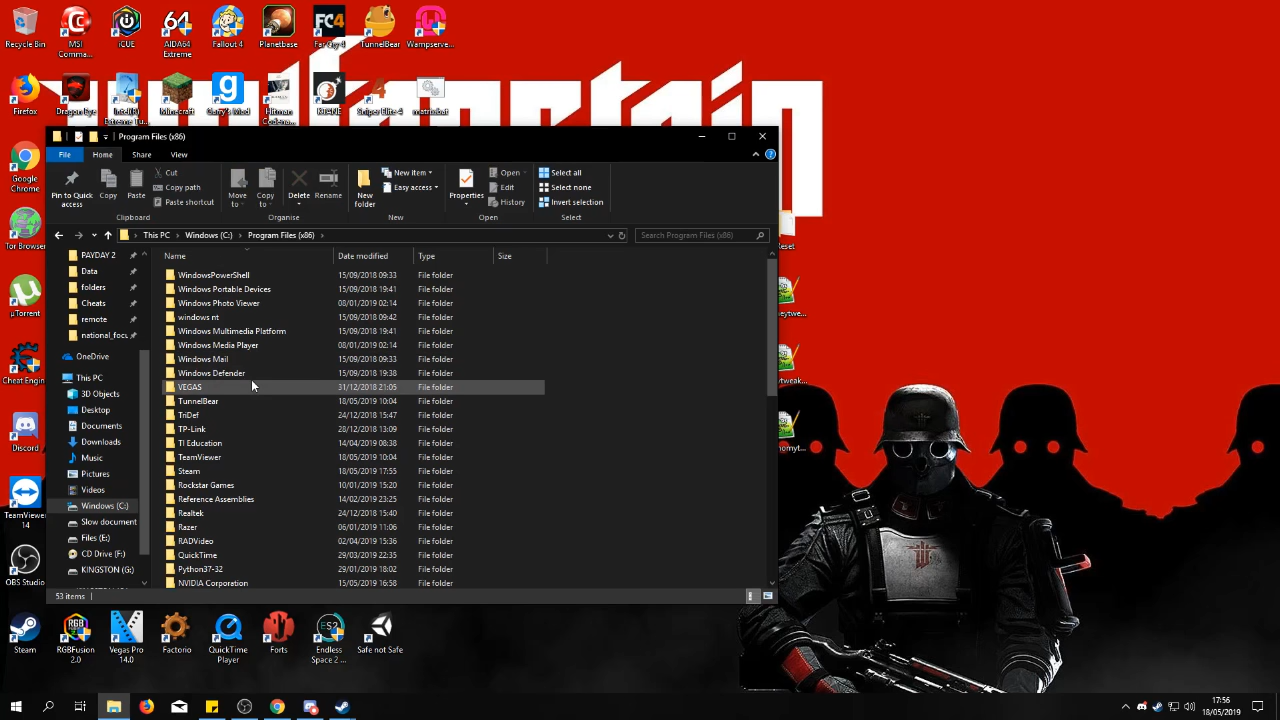 Recycle Bin
MSI Comma...
iCUE
AIDA64 Extreme
Fallout 4
Planetbase
Far Cry 4
TunnelBear
Wampserve...
Firefox
Dragon Eye
Intel(R) Extreme Tu...
Minecraft
Garry's Mod
Hitman Codena...
KTANE
Sniper Elite 4
Google Chrome
Tor Browser
µTorrent
Cheat Engine
Discord
TeamViewer 14
OBS Studio
Steam
RGBFusion 2.0
Vegas Pro 14.0
Factorio
QuickTime Player
Forts
Endless Space 2 ...
Safe not Safe
Reset
Program Files (x86)
File Home Share View
Pin to Quick access
Copy
Paste
Cut
Copy path
Paste shortcut
Clipboard
Move to
Copy to
Delete
Rename
Organise
New folder
New item
Easy access
New
Properties
Open
Edit
History
Open
Select all
Select none
Invert selection
Select
This PC Windows (C:) Program Files (x86)
Search Program Files (x86)
PAYDAY 2
Data
folders
Cheats
remote
national_focu
OneDrive
This PC
3D Objects
Desktop
Documents
Downloads
Music
Pictures
Videos
Windows (C:)
Slow document
Files (E:)
CD Drive (F:)
KINGSTON (G:)
Name Date modified Type Size
WindowsPowerShell 15/09/2018 09:33 File folder
Windows Portable Devices 15/09/2018 19:41 File folder
Windows Photo Viewer 08/01/2019 02:14 File folder
windows nt 15/09/2018 09:42 File folder
Windows Multimedia Platform 15/09/2018 19:41 File folder
Windows Media Player 08/01/2019 02:14 File folder
Windows Mail 15/09/2018 09:33 File folder
Windows Defender 15/09/2018 19:38 File folder
VEGAS 31/12/2018 21:05 File folder
TunnelBear 18/05/2019 10:04 File folder
TriDef 24/12/2018 15:47 File folder
TP-Link 28/12/2018 13:09 File folder
TI Education 14/04/2019 08:38 File folder
TeamViewer 18/05/2019 10:04 File folder
Steam 18/05/2019 17:55 File folder
Rockstar Games 10/01/2019 15:20 File folder
Reference Assemblies 14/02/2019 23:25 File folder
Realtek 24/12/2018 15:40 File folder
Razer 06/01/2019 11:06 File folder
RADVideo 02/04/2019 15:36 File folder
QuickTime 29/03/2019 22:35 File folder
Python37-32 29/01/2019 18:02 File folder
NVIDIA Corporation 15/05/2019 16:58 File folder
53 items
17:56
18/05/2019